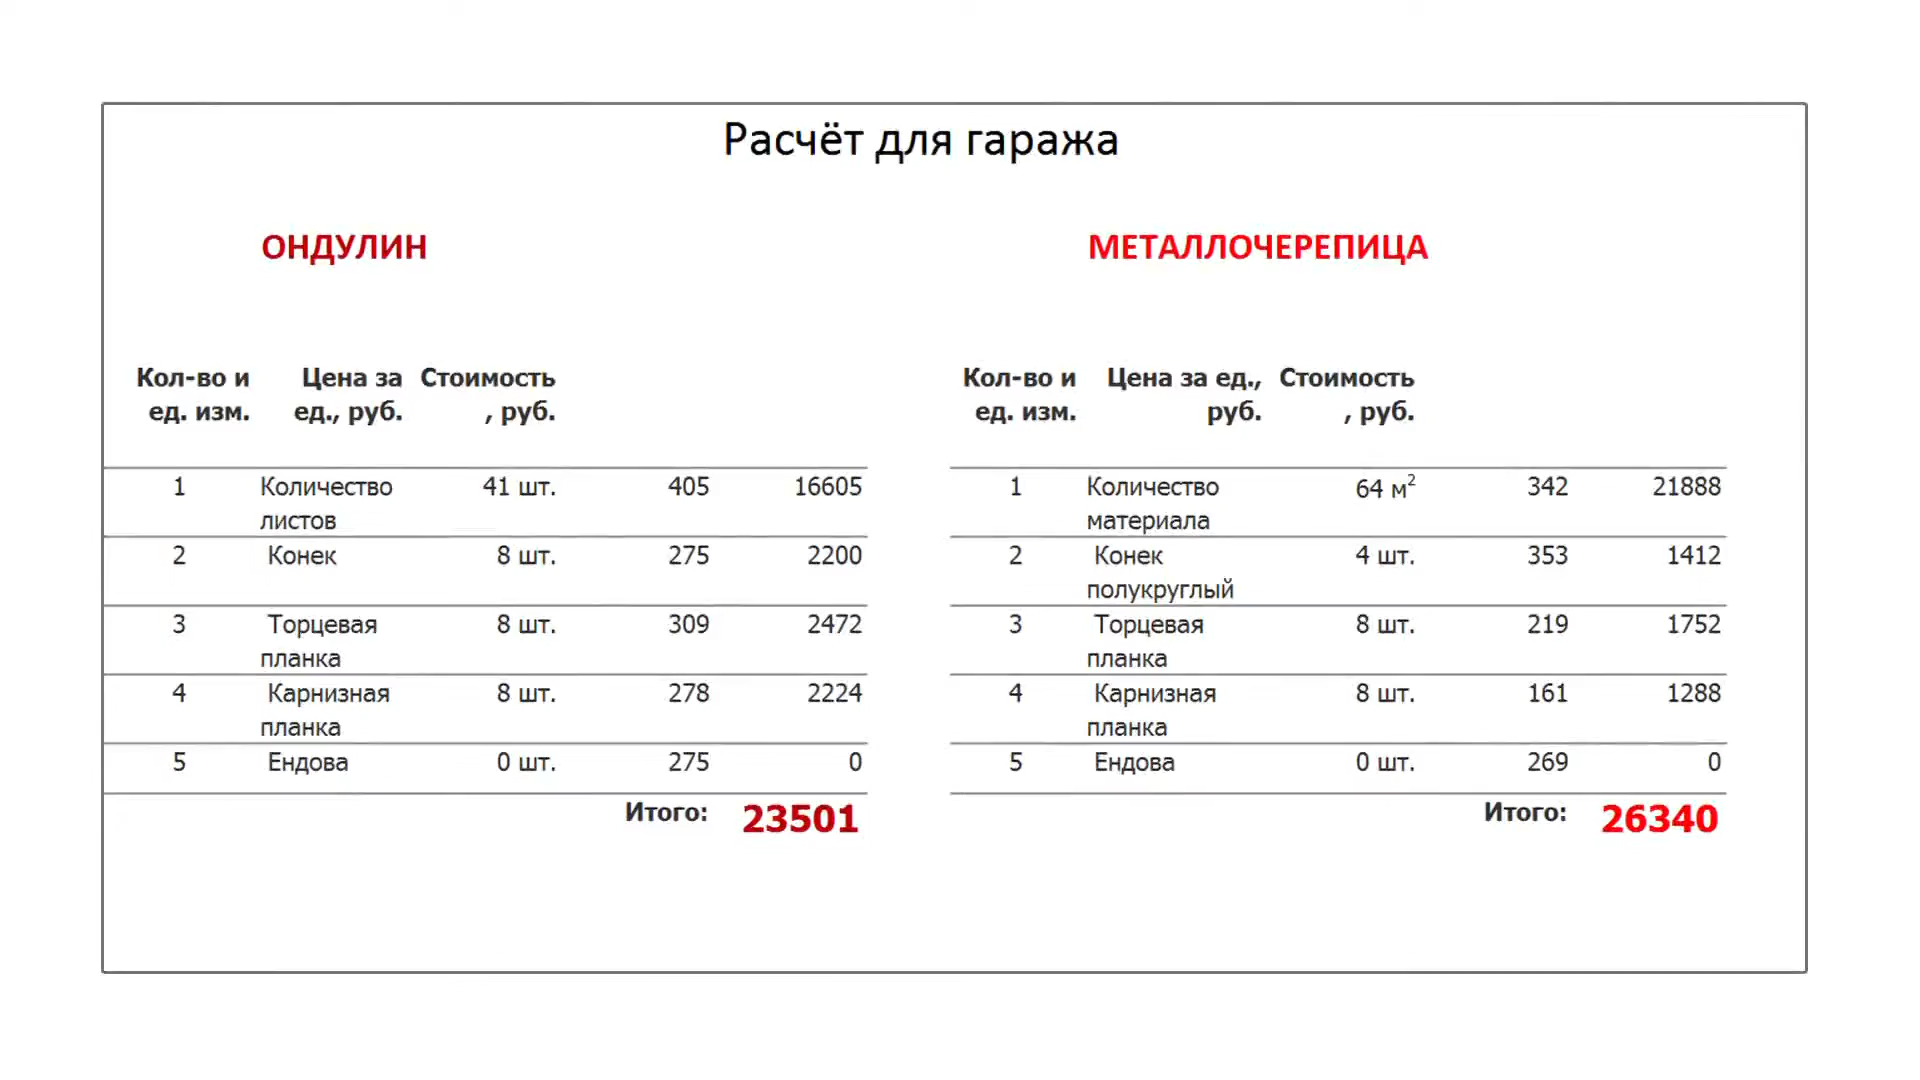 Расчёт для гаража
ОНДУЛИН
Кол-во и Цена за Стоимость
ед. изм. ед., руб. , руб.
1 Количество 41 шт. 405 16605
листов
2 Конек 8 шт. 275 2200
3 Торцевая 8 шт. 309 2472
планка
4 Карнизная 8 шт. 278 2224
планка
5 Ендова 0 шт. 275 0
Итого: 23501
МЕТАЛЛОЧЕРЕПИЦА
Кол-во и Цена за ед., Стоимость
ед. изм. руб. , руб.
1 Количество 64 м² 342 21888
материала
2 Конек 4 шт. 353 1412
полукруглый
3 Торцевая 8 шт. 219 1752
планка
4 Карнизная 8 шт. 161 1288
планка
5 Ендова 0 шт. 269 0
Итого: 26340